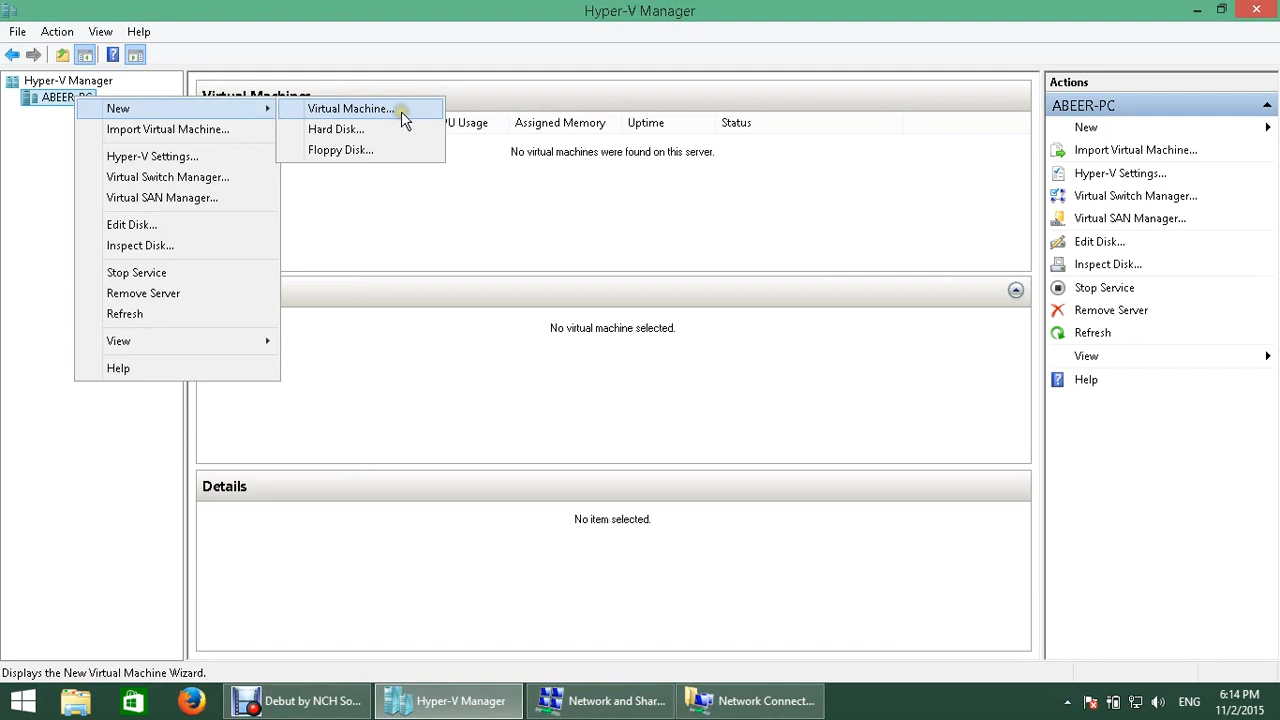 Hyper-V Manager
File Action View Help
Hyper-V Manager
ABEER-PC
New
Import Virtual Machine...
Hyper-V Settings...
Virtual Switch Manager...
Virtual SAN Manager...
Edit Disk...
Inspect Disk...
Stop Service
Remove Server
Refresh
View
Help
Virtual Machine...
Hard Disk...
Floppy Disk...
Virtual Machines
PU Usage Assigned Memory Uptime Status
No virtual machines were found on this server.
No virtual machine selected.
Details
No item selected.
Actions
ABEER-PC
New
Import Virtual Machine...
Hyper-V Settings...
Virtual Switch Manager...
Virtual SAN Manager...
Edit Disk...
Inspect Disk...
Stop Service
Remove Server
Refresh
View
Help
Displays the New Virtual Machine Wizard.
Debut by NCH So...
Hyper-V Manager
Network and Shar...
Network Connect...
ENG
6:14 PM
11/2/2015